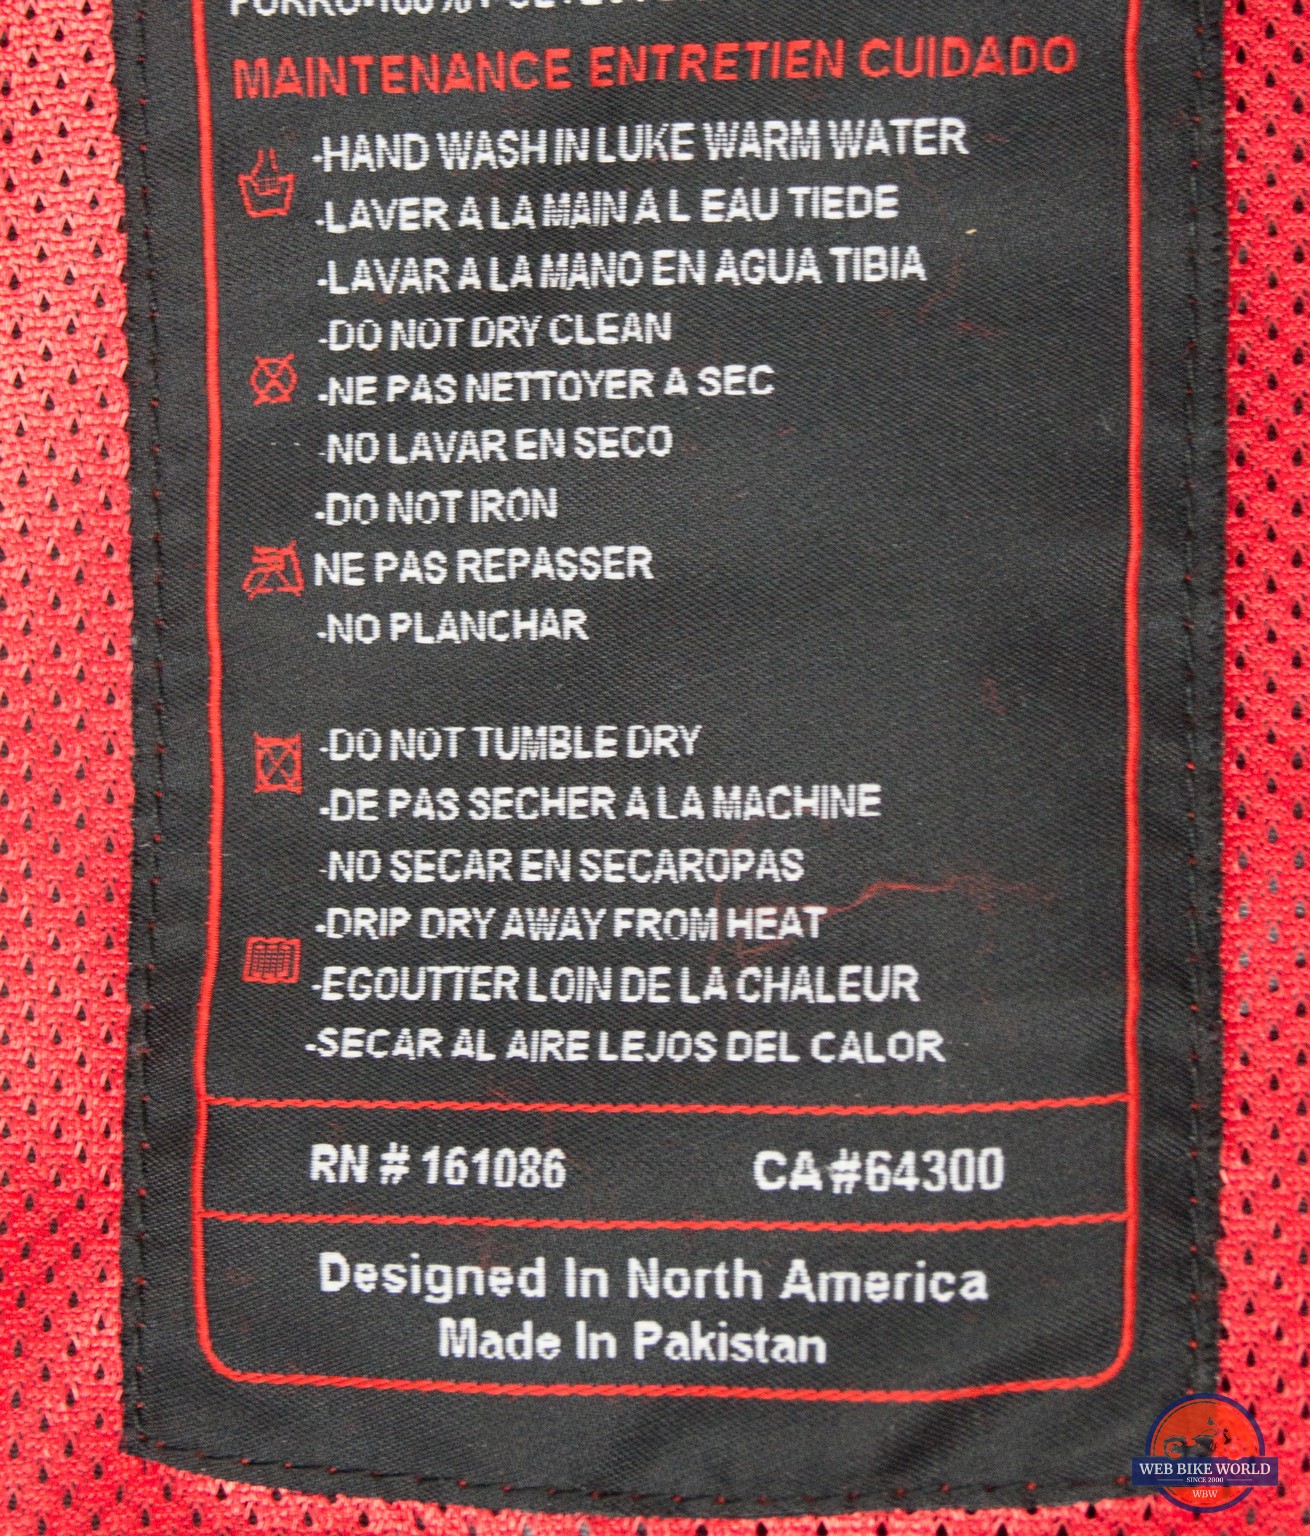 MAINTENANCE ENTRETIEN CUIDADO
-HAND WASH IN LUKE WARM WATER
-LAVER A LA MAIN A L EAU TIEDE
-LAVAR A LA MANO EN AGUA TIBIA
-DO NOT DRY CLEAN
-NE PAS NETTOYER A SEC
-NO LAVAR EN SECO
-DO NOT IRON
NE PAS REPASSER
-NO PLANCHAR
-DO NOT TUMBLE DRY
-DE PAS SECHER A LA MACHINE
-NO SECAR EN SECAROPAS
-DRIP DRY AWAY FROM HEAT
-EGOUTTER LOIN DE LA CHALEUR
-SECAR AL AIRE LEJOS DEL CALOR
RN # 161086 CA #64300
Designed In North America
Made In Pakistan
WEB BIKE WORLD
SINCE 2000
WBW